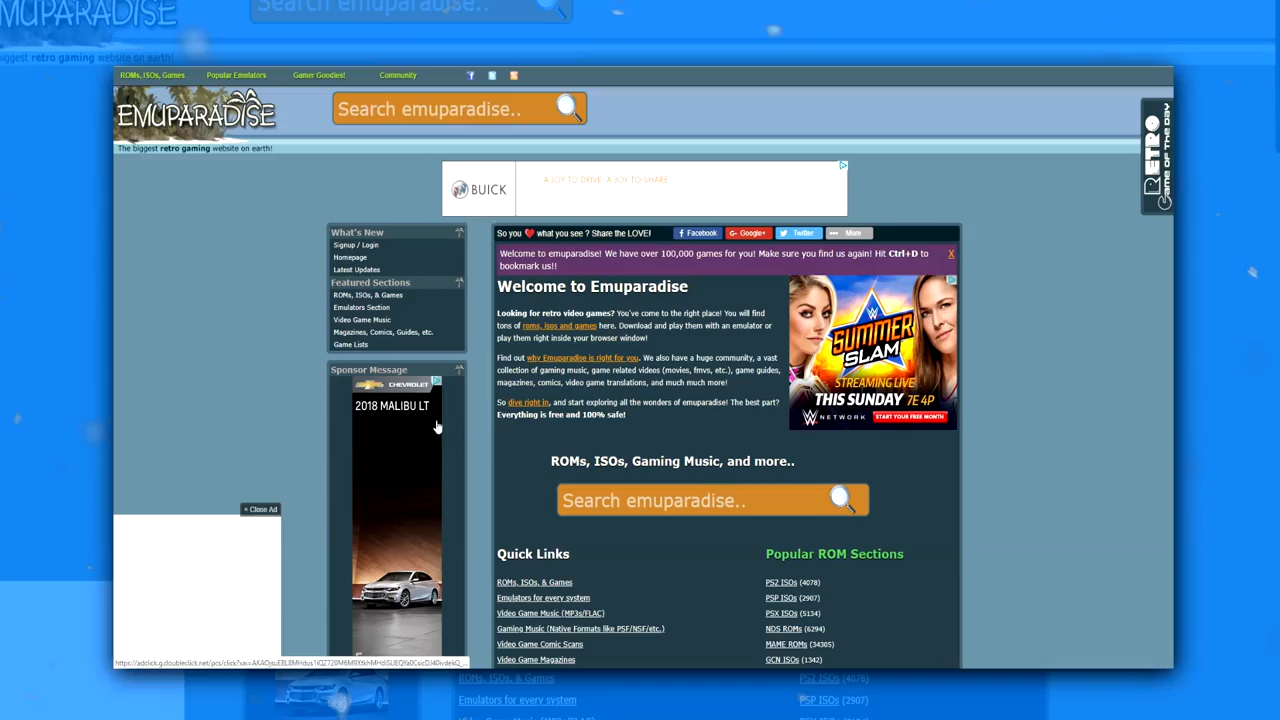 Search emuparadise..
MUPARADISE
biggest retro gaming website on earth!
ROMs, ISOs, Games
Popular Emelators
Gamer Goodies!
Community
EMUPARADISE
Search emuparadise..
The biggest retro gaming website on earth!
RETRO
GAME OF THE DAY
BUICK
A JOY TO DRIVE. A JOY TO SHARE.
What's New
Signup / Login
Homepage
Latest Updates
Featured Sections
ROMs, ISOs, & Games
Emulators Section
Video Game Music
Magazines, Comics, Guides, etc.
Game Lists
Sponsor Message
CHEVROLET
2018 MALIBU LT
× Close Ad
So you ❤ what you see ? Share the LOVE!
Facebook
G+ Google+
Twitter
More
Welcome to emuparadise! We have over 100,000 games for you! Make sure you find us again! Hit Ctrl+D to
bookmark us!!
X
Welcome to Emuparadise
Looking for retro video games? You've come to the right place! You will find
tons of roms, isos and games here. Download and play them with an emulator or
play them right inside your browser window!
Find out why Emuparadise is right for you. We also have a huge community, a vast
collection of gaming music, game related videos (movies, fmvs, etc.), game guides,
magazines, comics, video game translations, and much much more!
So dive right in, and start exploring all the wonders of emuparadise! The best part?
Everything is free and 100% safe!
SUMMER
SLAM
STREAMING LIVE
THIS SUNDAY 7E 4P
NETWORK
START YOUR FREE MONTH
ROMs, ISOs, Gaming Music, and more..
Search emuparadise..
Quick Links
ROMs, ISOs, & Games
Emulators for every system
Video Game Music (MP3s/FLAC)
Gaming Music (Native Formats like PSF/NSF/etc.)
Video Game Comic Scans
Video Game Magazines
Popular ROM Sections
PS2 ISOs (4078)
PSP ISOs (2907)
PSX ISOs (5134)
NDS ROMs (6294)
MAME ROMs (34305)
GCN ISOs (1342)
ROMs, ISOs, & Games
PS2 ISOs (4078)
Emulators for every system
PSP ISOs (2907)